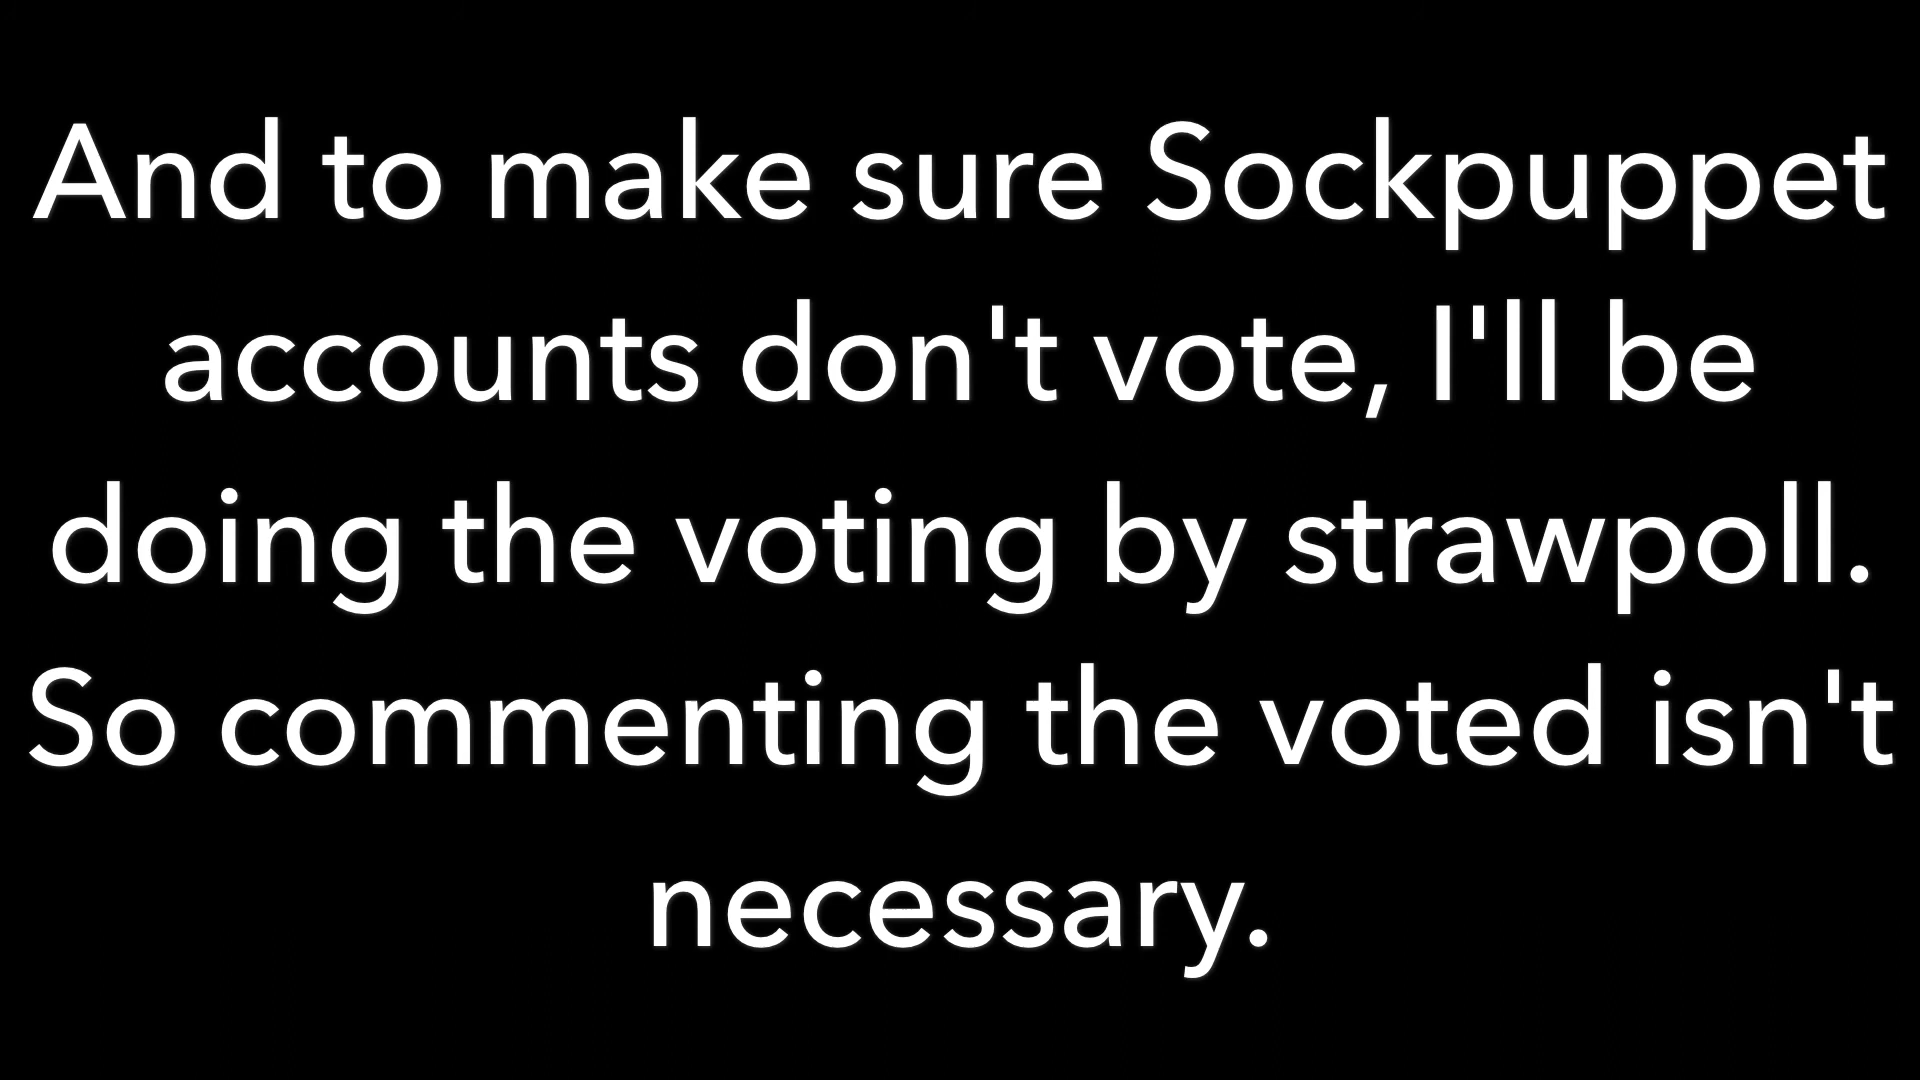 And to make sure Sockpuppet
accounts don't vote, I'll be
doing the voting by strawpoll.
So commenting the voted isn't
necessary.